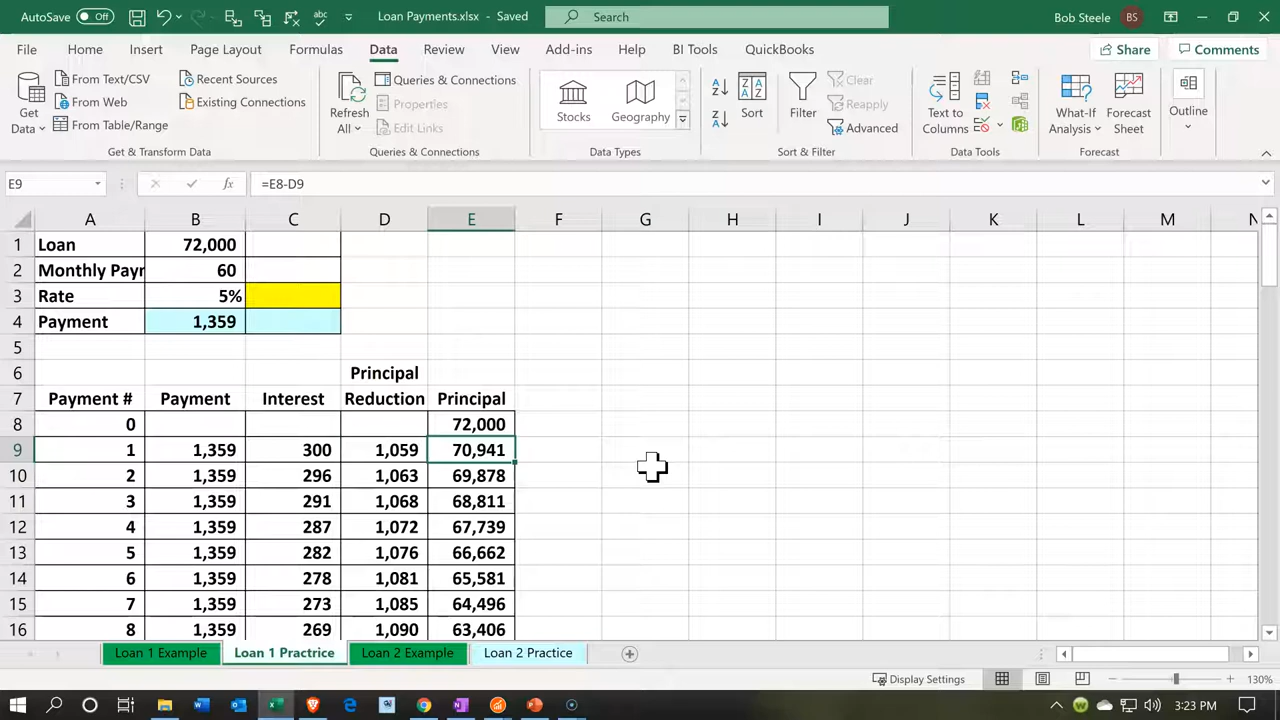 AutoSave Off Loan Payments.xlsx - Saved Search Bob Steele BS
File Home Insert Page Layout Formulas Data Review View Add-ins Help BI Tools QuickBooks Share Comments
Get Data From Text/CSV From Web From Table/Range Recent Sources Existing Connections
Get & Transform Data
Refresh All Queries & Connections Properties Edit Links
Queries & Connections
Stocks Geography
Data Types
Sort Filter Clear Reapply Advanced
Sort & Filter
Text to Columns
Data Tools
What-If Analysis Forecast Sheet
Forecast
Outline
E9 fx =E8-D9
A B C D E F G H I J K L M N
1 Loan 72,000
2 Monthly Payr 60
3 Rate 5%
4 Payment 1,359
5
6 Principal
7 Payment # Payment Interest Reduction Principal
8 0 72,000
9 1 1,359 300 1,059 70,941
10 2 1,359 296 1,063 69,878
11 3 1,359 291 1,068 68,811
12 4 1,359 287 1,072 67,739
13 5 1,359 282 1,076 66,662
14 6 1,359 278 1,081 65,581
15 7 1,359 273 1,085 64,496
16 8 1,359 269 1,090 63,406
Loan 1 Example Loan 1 Practrice Loan 2 Example Loan 2 Practice
Display Settings 130%
3:23 PM